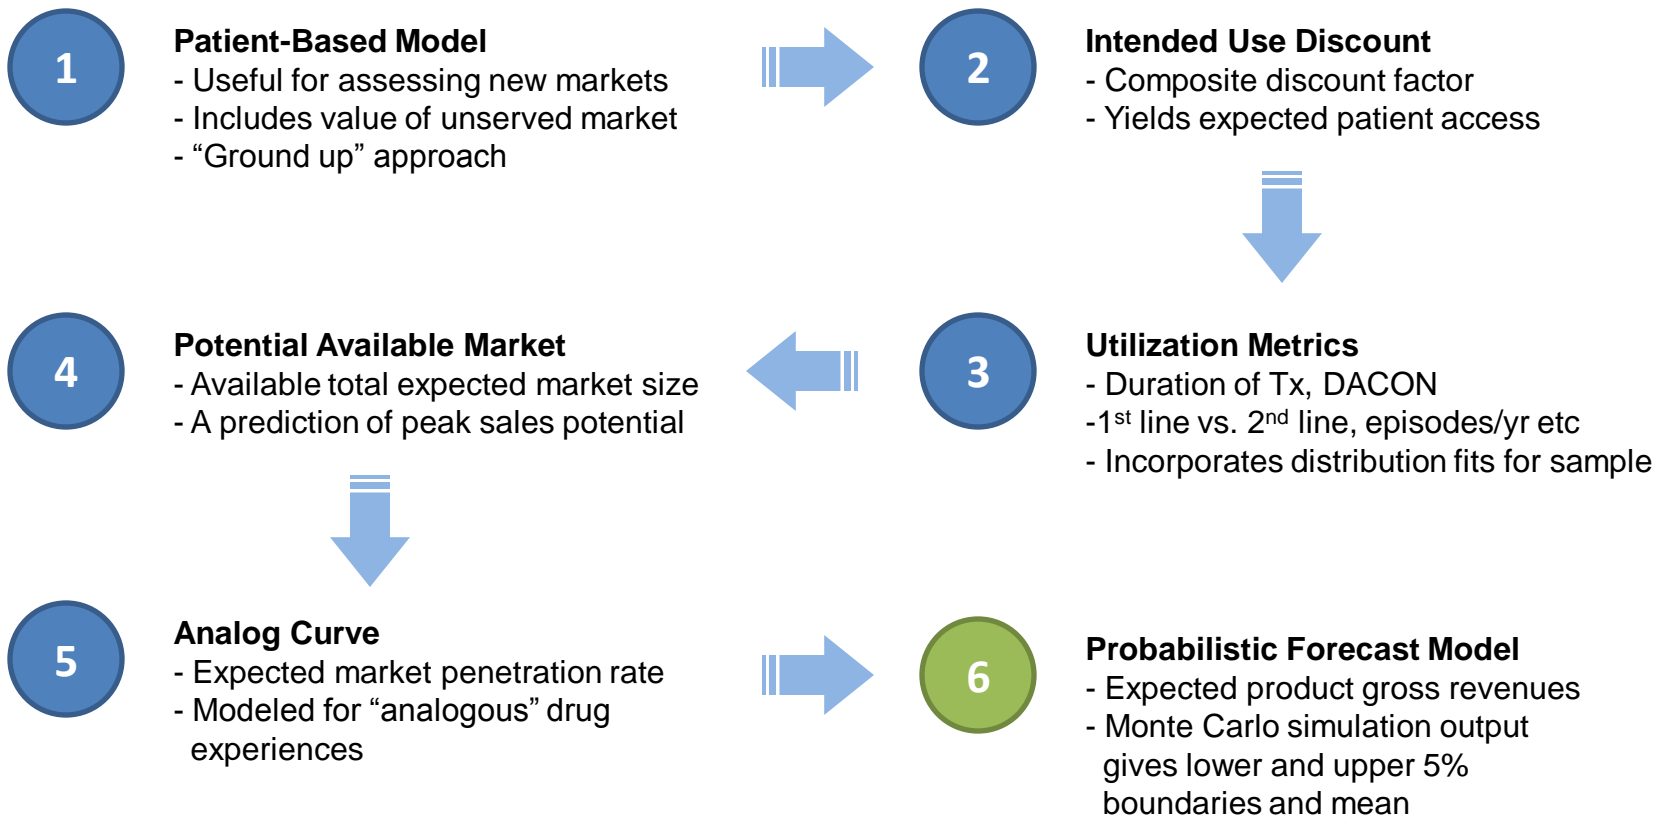 1
Patient-Based Model
- Useful for assessing new markets
- Includes value of unserved market
- “Ground up” approach
2
Intended Use Discount
- Composite discount factor
- Yields expected patient access
3
Utilization Metrics
- Duration of Tx, DACON
-1st line vs. 2nd line, episodes/yr etc
- Incorporates distribution fits for sample
4
Potential Available Market
- Available total expected market size
- A prediction of peak sales potential
5
Analog Curve
- Expected market penetration rate
- Modeled for “analogous” drug
experiences
6
Probabilistic Forecast Model
- Expected product gross revenues
- Monte Carlo simulation output
gives lower and upper 5%
boundaries and mean